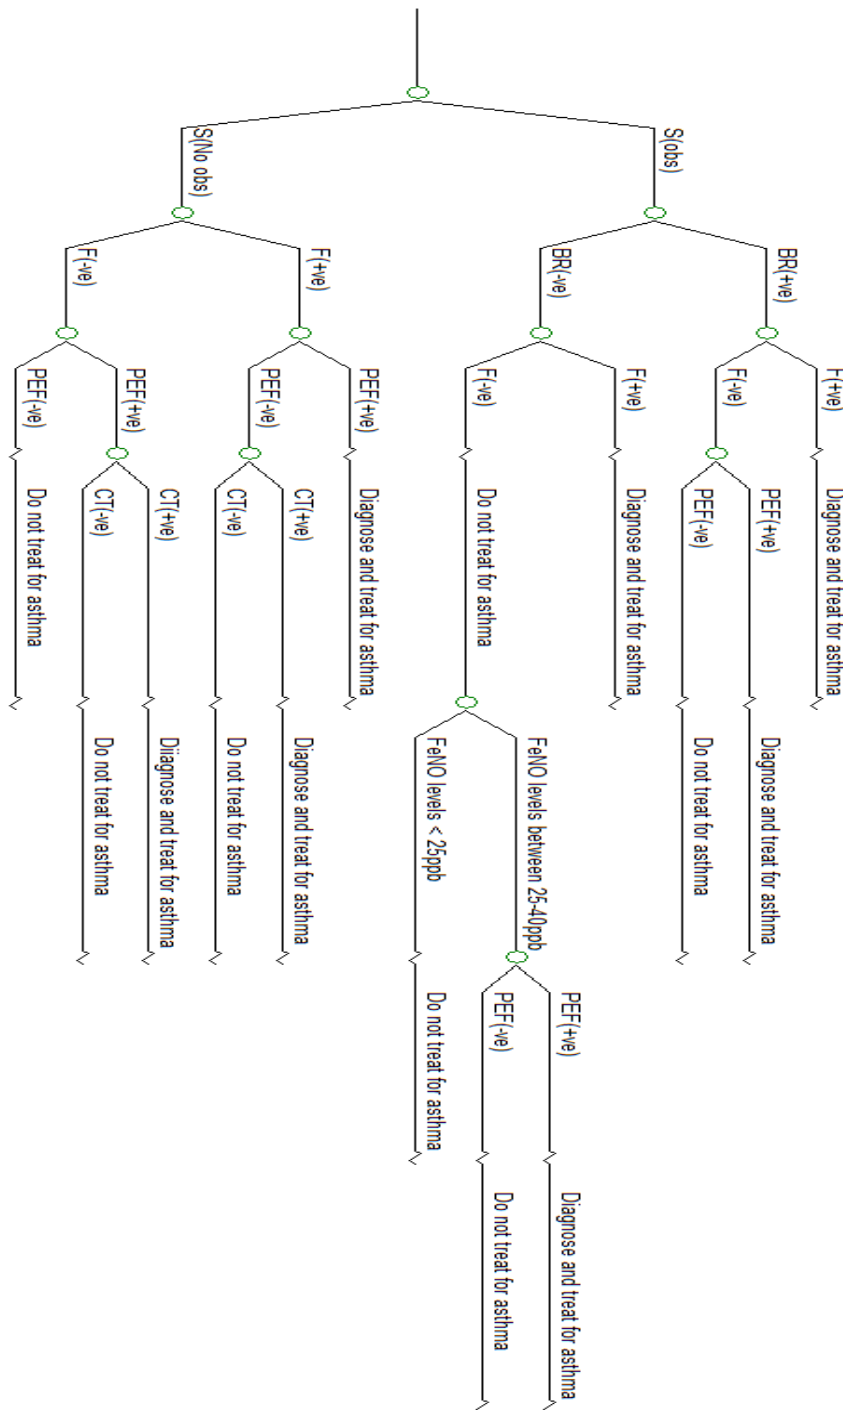 F(+ve) Diagnose and treat for asthma
BR(+ve)
PEF(+ve) Diagnose and treat for asthma
F(-ve)
PEF(-ve) Do not treat for asthma
S(obs)
F(+ve) Diagnose and treat for asthma
PEF(+ve) Diagnose and treat for asthma
BR(-ve)
FeNO levels between 25-40ppb
PEF(-ve) Do not treat for asthma
F(-ve) Do not treat for asthma
FeNO levels < 25ppb Do not treat for asthma
PEF(+ve) Diagnose and treat for asthma
F(+ve)
CT(+ve) Diagnose and treat for asthma
PEF(-ve)
CT(-ve) Do not treat for asthma
S(No obs)
CT(+ve) Diiagnose and treat for asthma
PEF(+ve)
CT(-ve) Do not treat for asthma
F(-ve)
PEF(-ve) Do not treat for asthma